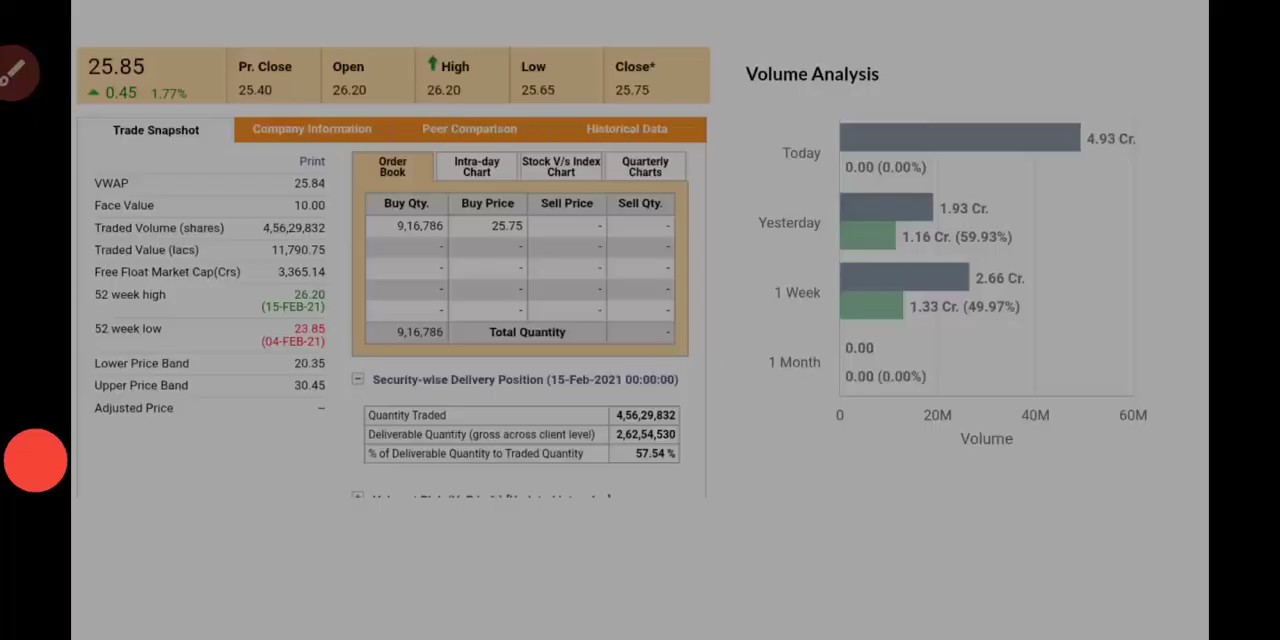 25.85
0.45 1.77%
Pr. Close
25.40
Open
26.20
High
26.20
Low
25.65
Close*
25.75
Trade Snapshot
Company Information
Peer Comparison
Historical Data
Print
VWAP 25.84
Face Value 10.00
Traded Volume (shares) 4,56,29,832
Traded Value (lacs) 11,790.75
Free Float Market Cap(Crs) 3,365.14
52 week high 26.20
(15-FEB-21)
52 week low 23.85
(04-FEB-21)
Lower Price Band 20.35
Upper Price Band 30.45
Adjusted Price –
Order
Book
Intra-day
Chart
Stock V/s Index
Chart
Quarterly
Charts
Buy Qty. Buy Price Sell Price Sell Qty.
9,16,786 25.75 - -
- - - -
- - - -
- - - -
- - - -
9,16,786 Total Quantity -
Security-wise Delivery Position (15-Feb-2021 00:00:00)
Quantity Traded 4,56,29,832
Deliverable Quantity (gross across client level) 2,62,54,530
% of Deliverable Quantity to Traded Quantity 57.54 %
Volume Analysis
Today
4.93 Cr.
0.00 (0.00%)
Yesterday
1.93 Cr.
1.16 Cr. (59.93%)
1 Week
2.66 Cr.
1.33 Cr. (49.97%)
1 Month
0.00
0.00 (0.00%)
0 20M 40M 60M
Volume